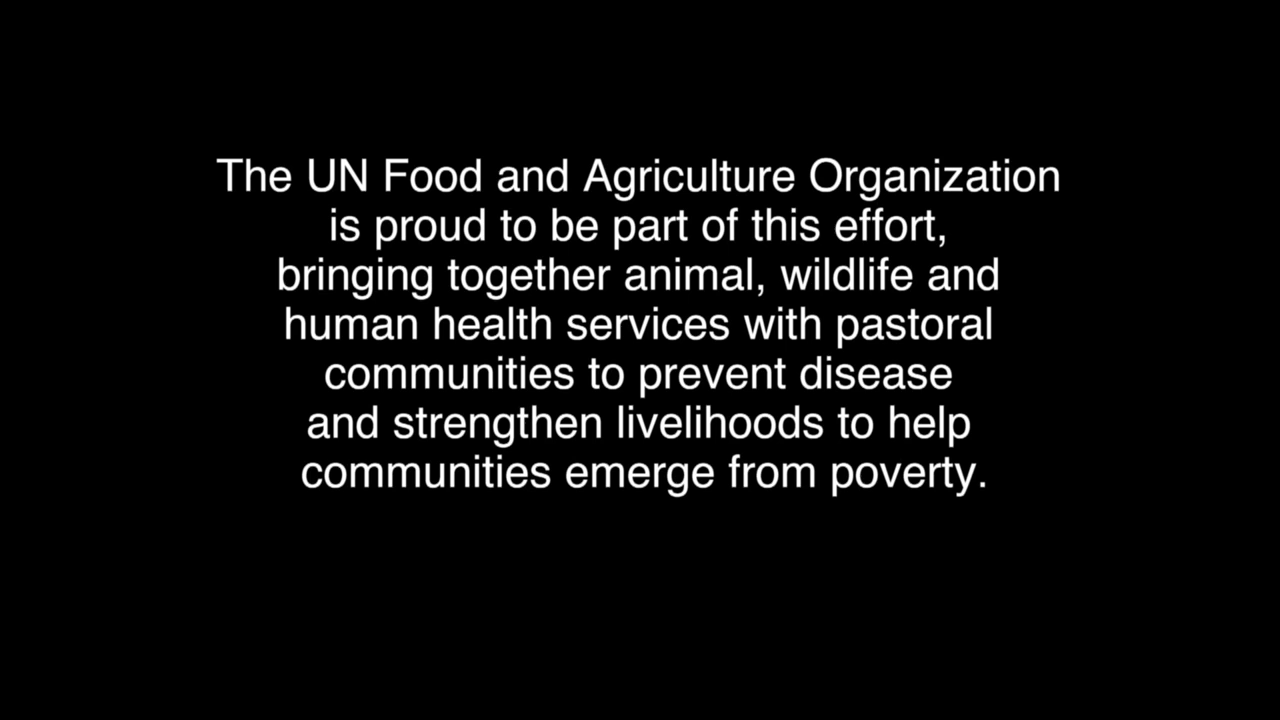 The UN Food and Agriculture Organization
is proud to be part of this effort,
bringing together animal, wildlife and
human health services with pastoral
communities to prevent disease
and strengthen livelihoods to help
communities emerge from poverty.